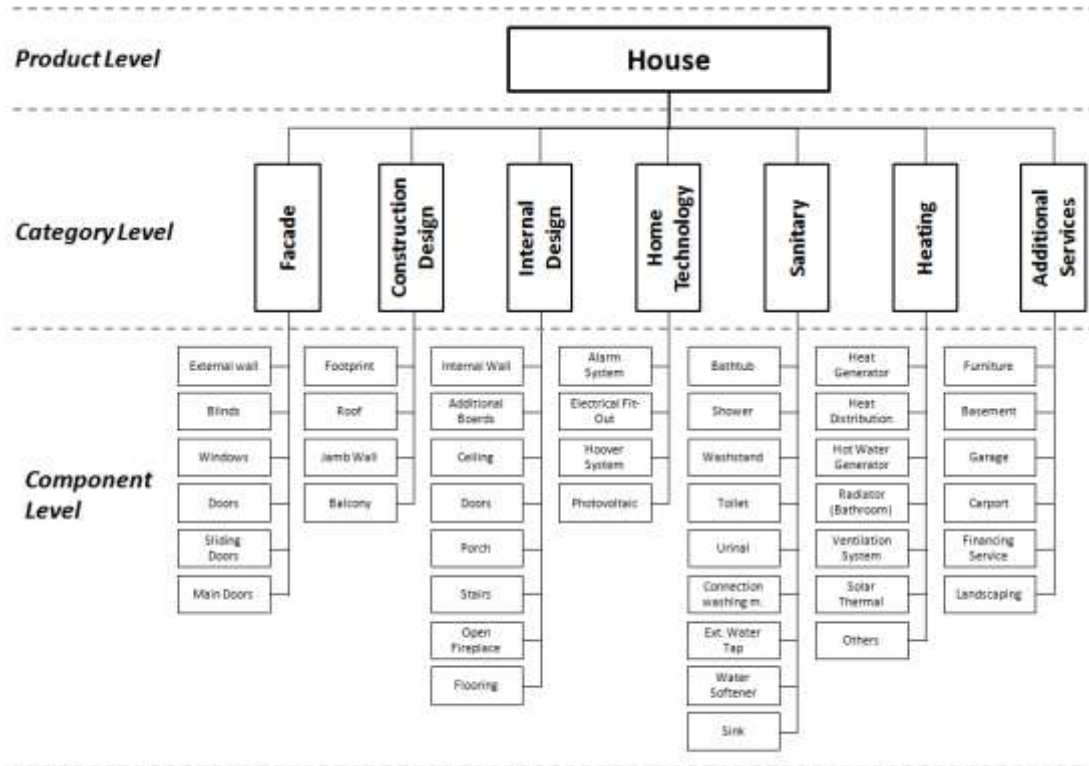 Product Level
House
Category Level
Facade
Construction
Design
Internal
Design
Home
Technology
Sanitary
Heating
Additional
Services
Component
Level
External wall
Blinds
Windows
Doors
Sliding
Doors
Main Doors
Footprint
Roof
Jamb Wall
Balcony
Internal Wall
Additional
Boards
Ceiling
Doors
Porch
Stairs
Open
Fireplace
Flooring
Alarm
System
Electrical Fit-
Out
Hoover
System
Photovoltaic
Bathtub
Shower
Washstand
Toilet
Urinal
Connection
washing m.
Ext. Water
Tap
Water
Softener
Sink
Heat
Generator
Heat
Distribution
Hot Water
Generator
Radiator
(Bathroom)
Ventilation
System
Solar
Thermal
Others
Furniture
Basement
Garage
Carport
Financing
Service
Landscaping